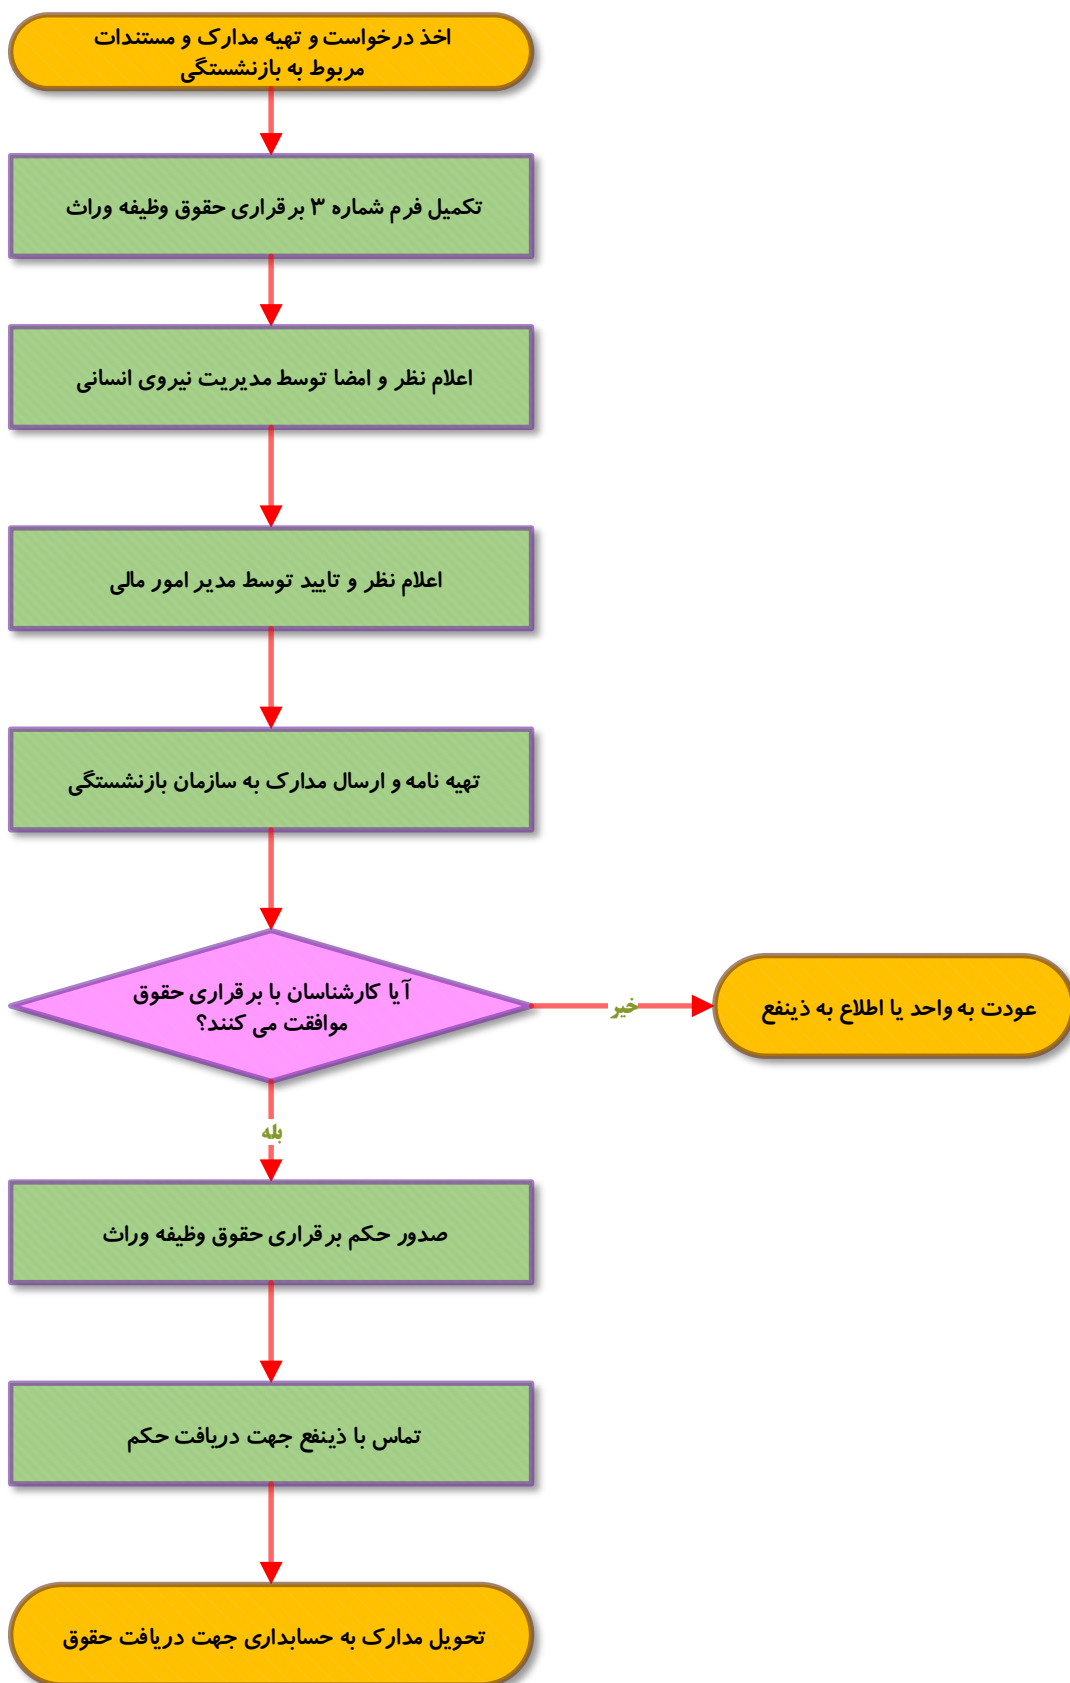 اخذ درخواست و تهیه مدارک و مستندات
مربوط به بازنشستگی
تکمیل فرم شماره ۳ برقراری حقوق وظیفه وراث
اعلام نظر و امضا توسط مدیریت نیروی انسانی
اعلام نظر و تایید توسط مدیر امور مالی
تهیه نامه و ارسال مدارک به سازمان بازنشستگی
آیا کارشناسان با برقراری حقوق
موافقت می کنند؟
خیر
عودت به واحد یا اطلاع به ذینفع
بله
صدور حکم برقراری حقوق وظیفه وراث
تماس با ذینفع جهت دریافت حکم
تحویل مدارک به حسابداری جهت دریافت حقوق